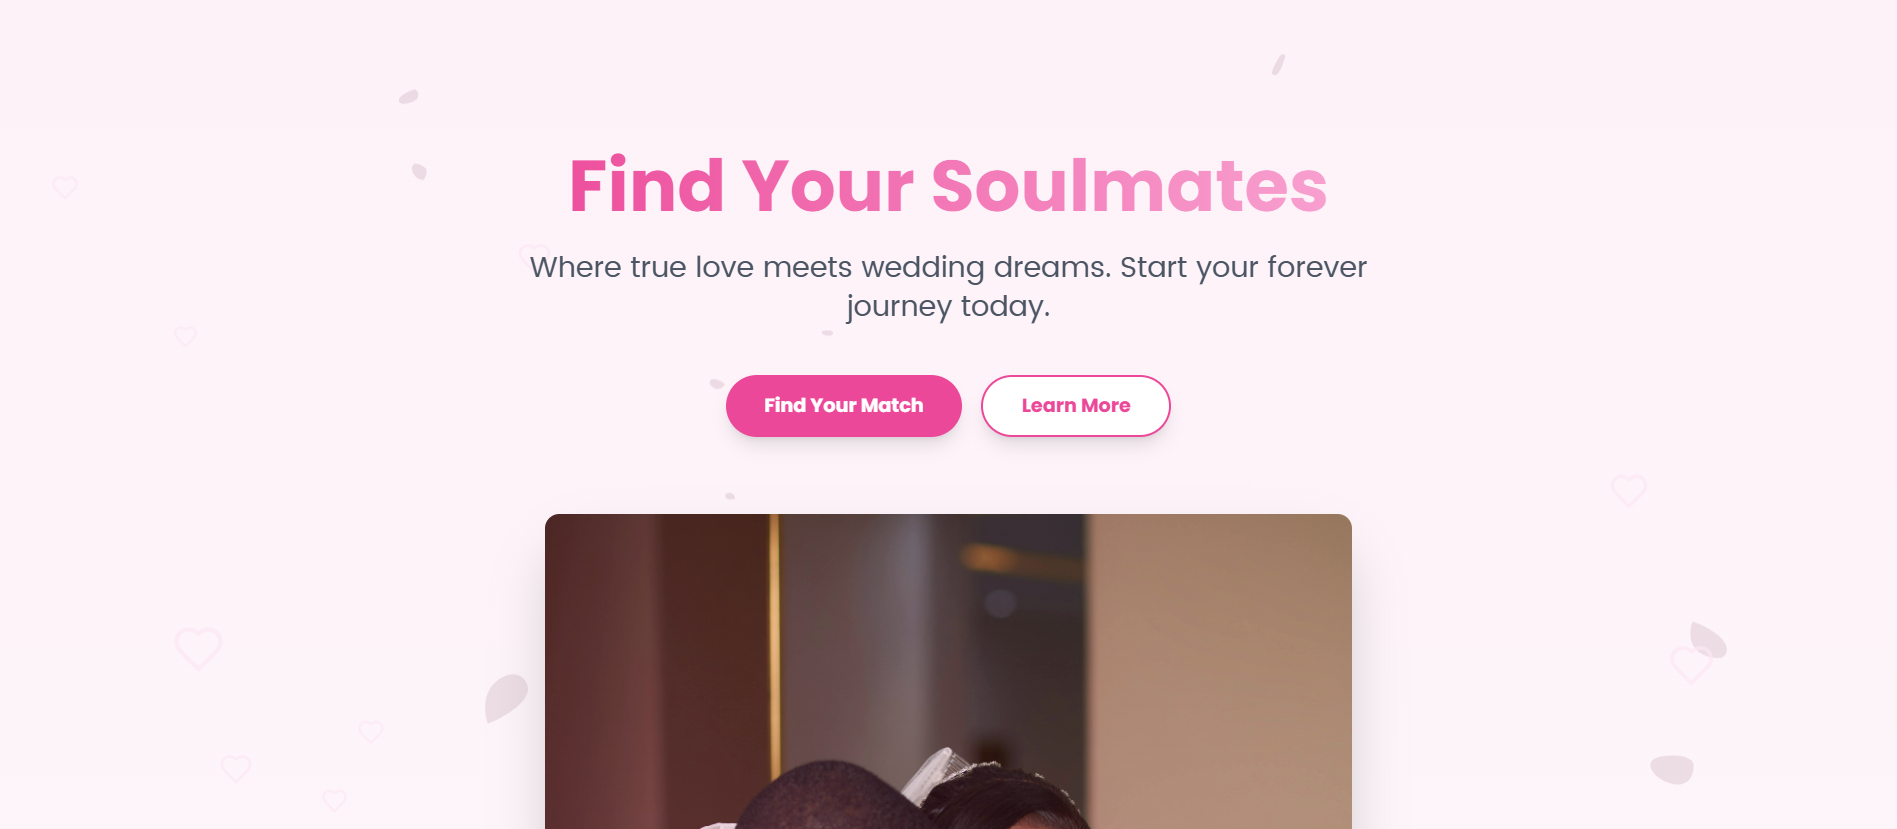 Find Your Soulmates
Where true love meets wedding dreams. Start your forever
journey today.
Find Your Match
Learn More